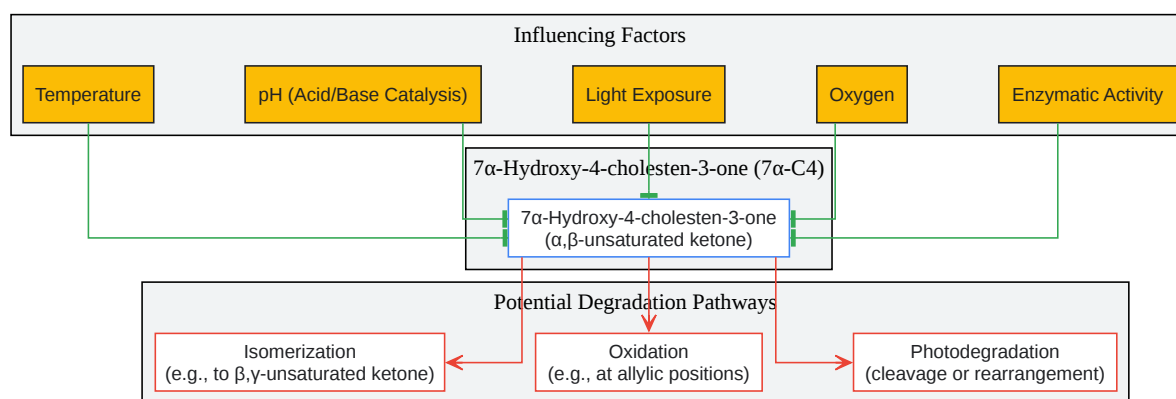 Influencing Factors
Temperature
pH (Acid/Base Catalysis)
Light Exposure
Oxygen
Enzymatic Activity
7α-Hydroxy-4-cholesten-3-one (7α-C4)
7α-Hydroxy-4-cholesten-3-one
(α,β-unsaturated ketone)
Potential Degradation Pathways
Isomerization
(e.g., to β,γ-unsaturated ketone)
Oxidation
(e.g., at allylic positions)
Photodegradation
(cleavage or rearrangement)